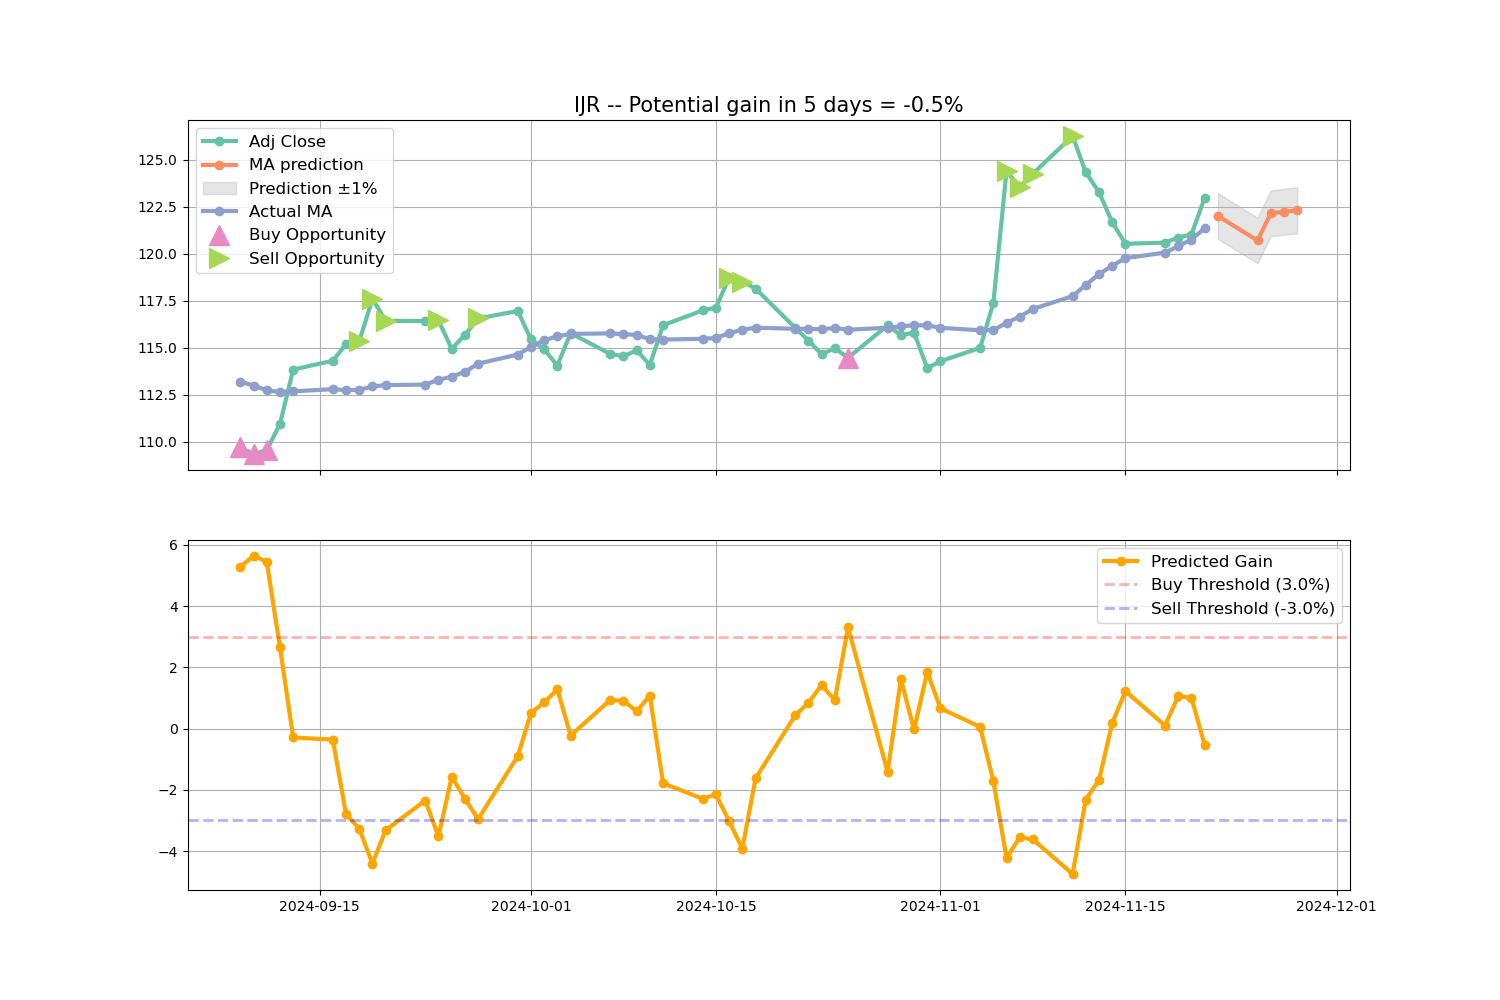 IJR -- Potential gain in 5 days = -0.5%
125.0
122.5
120.0
117.5
115.0
112.5
110.0
Adj Close
MA prediction
Prediction ±1%
Actual MA
Buy Opportunity
Sell Opportunity
6
4
2
0
−2
−4
Predicted Gain
Buy Threshold (3.0%)
Sell Threshold (-3.0%)
2024-09-15 2024-10-01 2024-10-15 2024-11-01 2024-11-15 2024-12-01